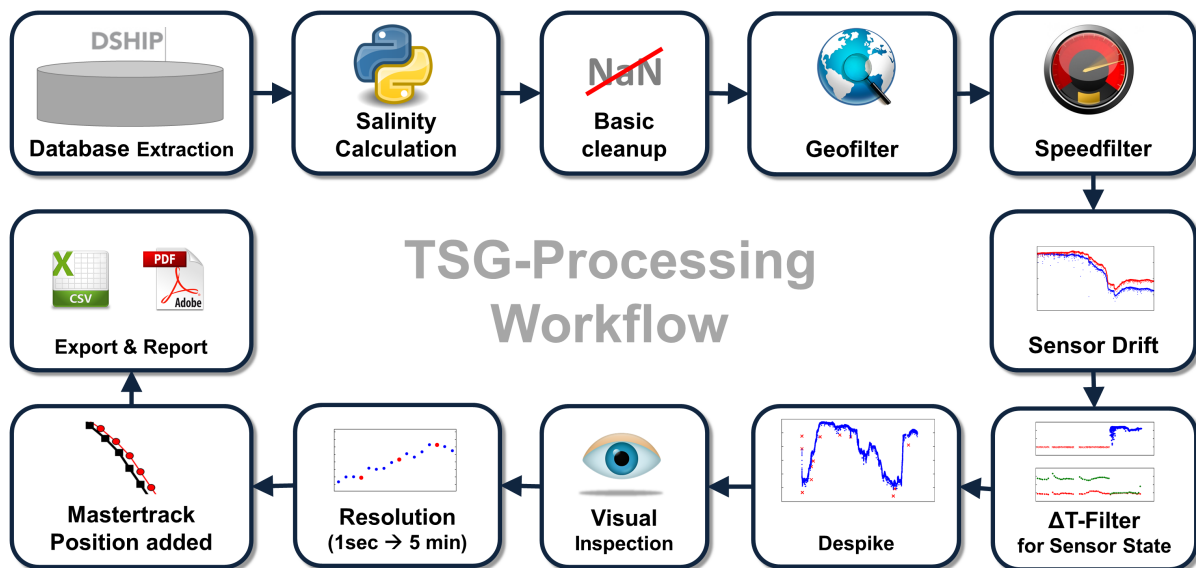 DSHIP
Database Extraction
Salinity
Calculation
NaN
Basic
cleanup
Geofilter
Speedfilter
Sensor Drift
ΔT-Filter
for Sensor State
Despike
Visual
Inspection
Resolution
(1sec → 5 min)
Mastertrack
Position added
X
CSV
PDF
Adobe
Export & Report
TSG-Processing
Workflow